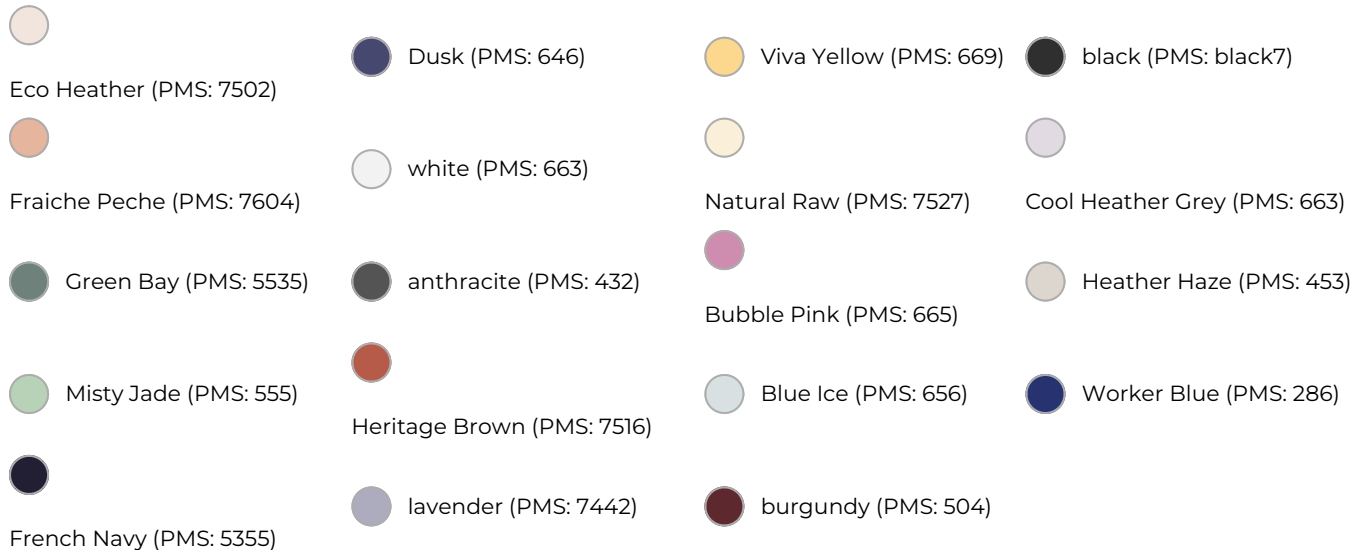 Eco Heather (PMS: 7502)
Dusk (PMS: 646)
Viva Yellow (PMS: 669)
black (PMS: black7)
Fraiche Peche (PMS: 7604)
white (PMS: 663)
Natural Raw (PMS: 7527)
Cool Heather Grey (PMS: 663)
Green Bay (PMS: 5535)
anthracite (PMS: 432)
Bubble Pink (PMS: 665)
Heather Haze (PMS: 453)
Misty Jade (PMS: 555)
Heritage Brown (PMS: 7516)
Blue Ice (PMS: 656)
Worker Blue (PMS: 286)
French Navy (PMS: 5355)
lavender (PMS: 7442)
burgundy (PMS: 504)